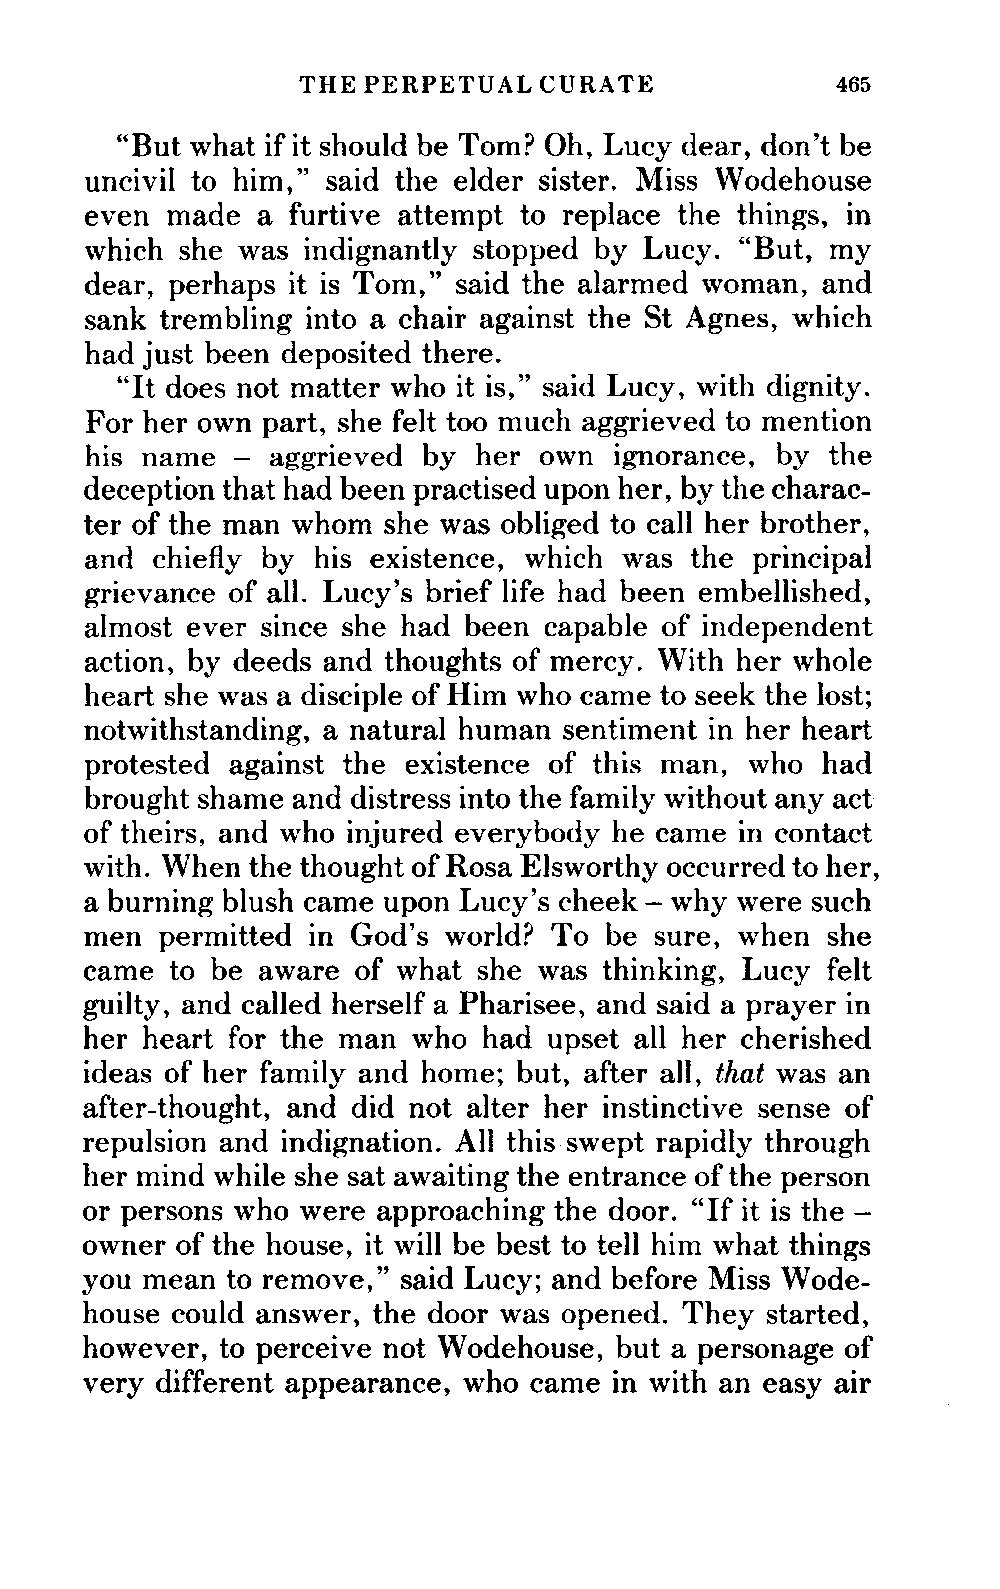 THE PERPETUAL CURATE 465
“But what if it should be Tom? Oh, Lucy dear, don’t be
uncivil to him,” said the elder sister. Miss Wodehouse
even made a furtive attempt to replace the things, in
which she was indignantly stopped by Lucy. “But, my
dear, perhaps it is Tom,” said the alarmed woman, and
sank trembling into a chair against the St Agnes, which
had just been deposited there.
“It does not matter who it is,” said Lucy, with dignity.
For her own part, she felt too much aggrieved to mention
his name – aggrieved by her own ignorance, by the
deception that had been practised upon her, by the charac-
ter of the man whom she was obliged to call her brother,
and chiefly by his existence, which was the principal
grievance of all. Lucy’s brief life had been embellished,
almost ever since she had been capable of independent
action, by deeds and thoughts of mercy. With her whole
heart she was a disciple of Him who came to seek the lost;
notwithstanding, a natural human sentiment in her heart
protested against the existence of this man, who had
brought shame and distress into the family without any act
of theirs, and who injured everybody he came in contact
with. When the thought of Rosa Elsworthy occurred to her,
a burning blush came upon Lucy’s cheek – why were such
men permitted in God’s world? To be sure, when she
came to be aware of what she was thinking, Lucy felt
guilty, and called herself a Pharisee, and said a prayer in
her heart for the man who had upset all her cherished
ideas of her family and home; but, after all, that was an
after-thought, and did not alter her instinctive sense of
repulsion and indignation. All this swept rapidly through
her mind while she sat awaiting the entrance of the person
or persons who were approaching the door. “If it is the –
owner of the house, it will be best to tell him what things
you mean to remove,” said Lucy; and before Miss Wode-
house could answer, the door was opened. They started,
however, to perceive not Wodehouse, but a personage of
very different appearance, who came in with an easy air